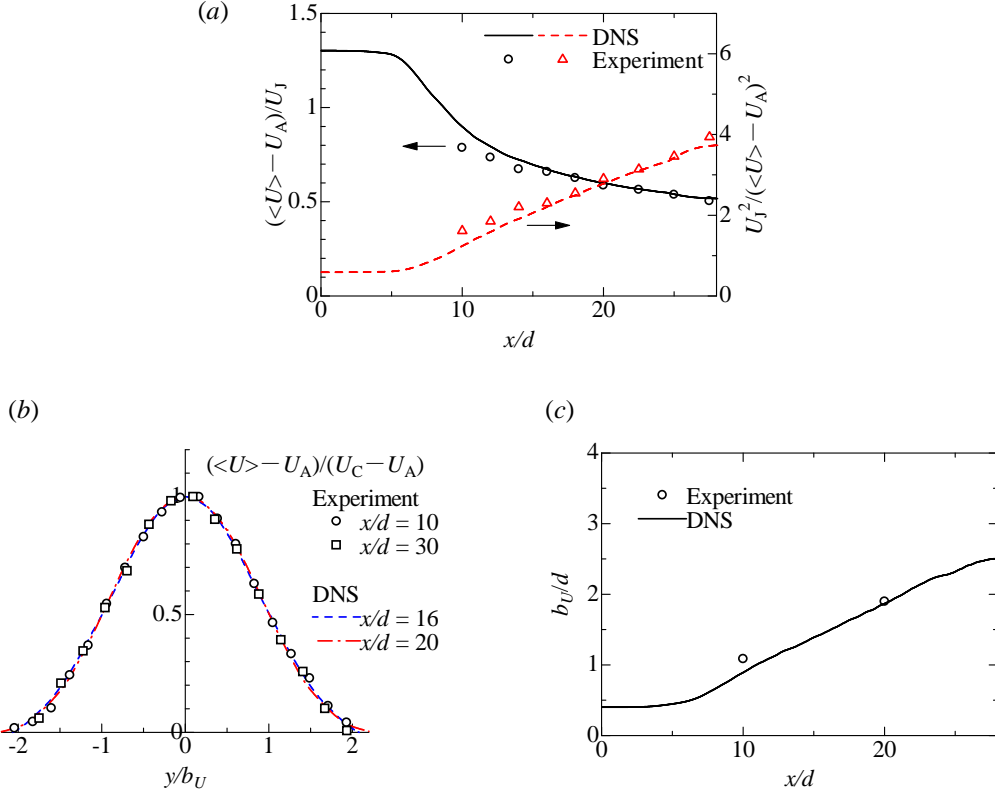 (a)
1.5
1
0.5
0
(<U>−U_A)/U_J
DNS
Experiment
6
4
2
0
U_J^2/(<U>−U_A)^2
10
20
x/d
(b)
(<U>−U_A)/(U_C−U_A)
Experiment
x/d = 10
x/d = 30
DNS
x/d = 16
x/d = 20
1
0.5
0
-2
-1
0
1
2
y/b_U
(c)
4
3
2
1
0
b_U/d
Experiment
DNS
0
10
20
x/d